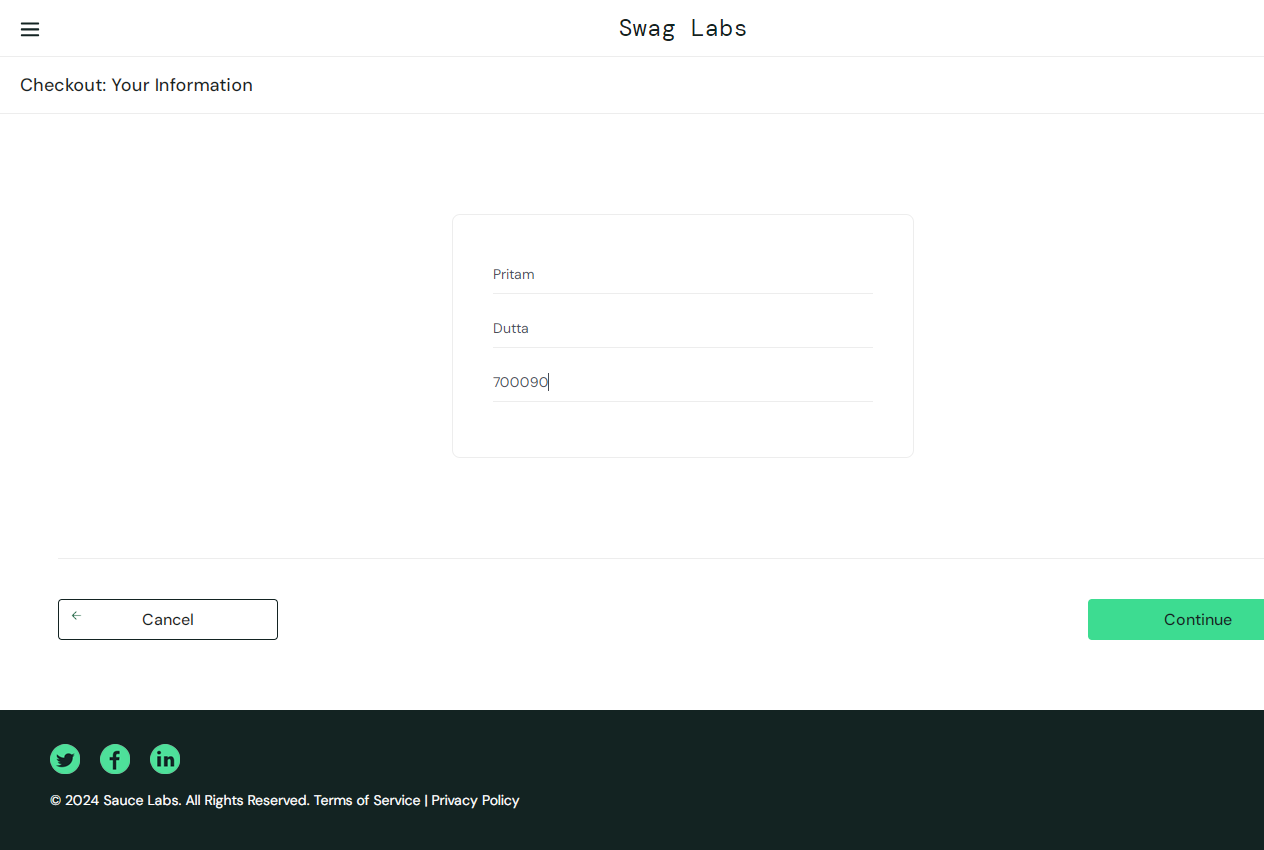 Swag Labs
Checkout: Your Information
Pritam
Dutta
700090
Cancel
Continue
© 2024 Sauce Labs. All Rights Reserved. Terms of Service | Privacy Policy